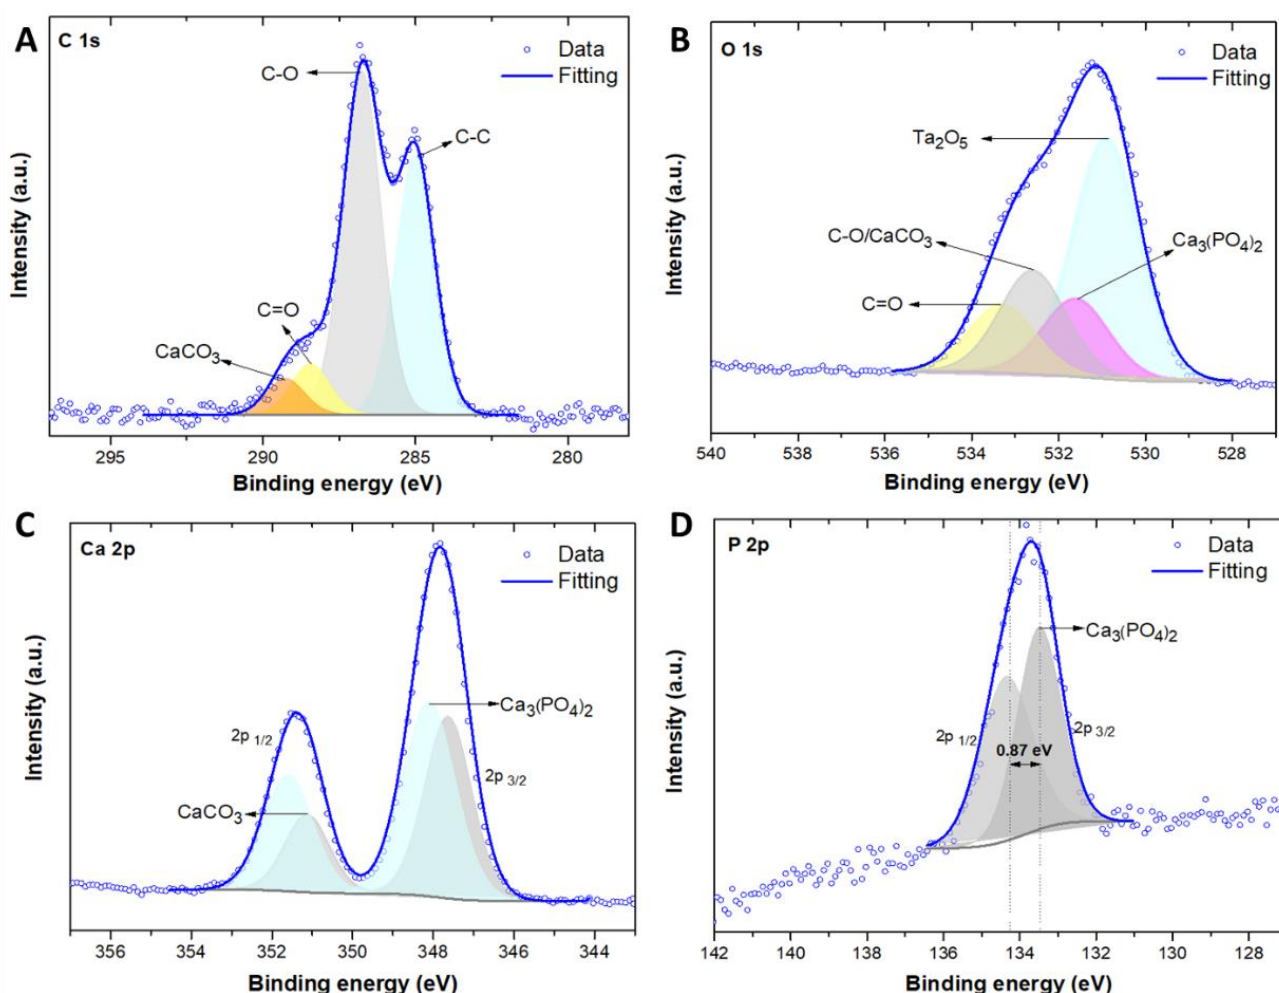 A
C 1s
Data
Fitting
C-O
C-C
C=O
CaCO3
Intensity (a.u.)
295 290 285 280
Binding energy (eV)
B
O 1s
Data
Fitting
Ta2O5
C-O/CaCO3
Ca3(PO4)2
C=O
Intensity (a.u.)
540 538 536 534 532 530 528
Binding energy (eV)
C
Ca 2p
Data
Fitting
Ca3(PO4)2
2p 1/2
2p 3/2
CaCO3
Intensity (a.u.)
356 354 352 350 348 346 344
Binding energy (eV)
D
P 2p
Data
Fitting
Ca3(PO4)2
2p 1/2
2p 3/2
0.87 eV
Intensity (a.u.)
142 140 138 136 134 132 130 128
Binding energy (eV)